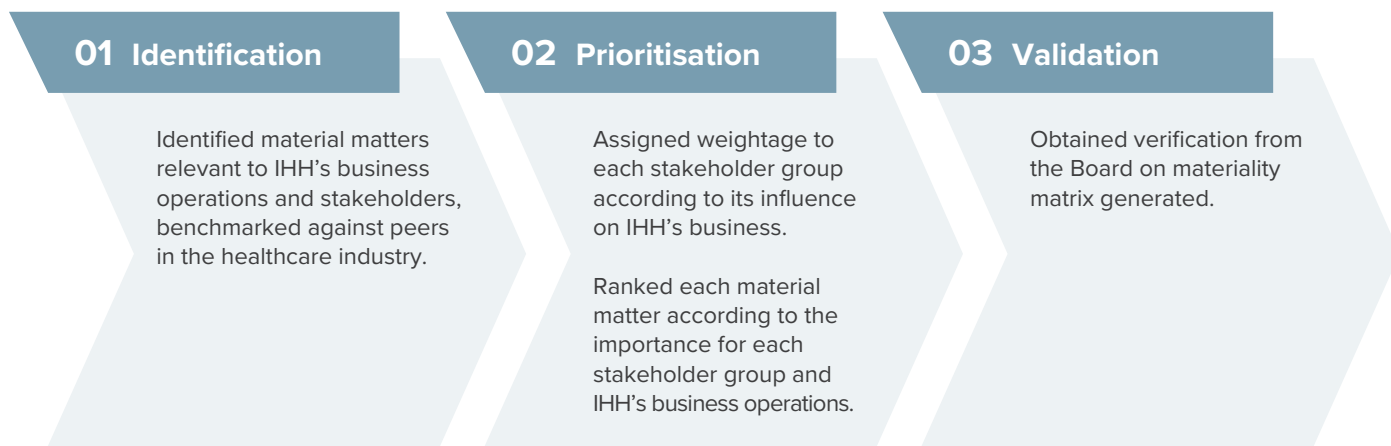 01 Identification
Identified material matters
relevant to IHH's business
operations and stakeholders,
benchmarked against peers
in the healthcare industry.
02 Prioritisation
Assigned weightage to
each stakeholder group
according to its influence
on IHH's business.
Ranked each material
matter according to the
importance for each
stakeholder group and
IHH's business operations.
03 Validation
Obtained verification from
the Board on materiality
matrix generated.